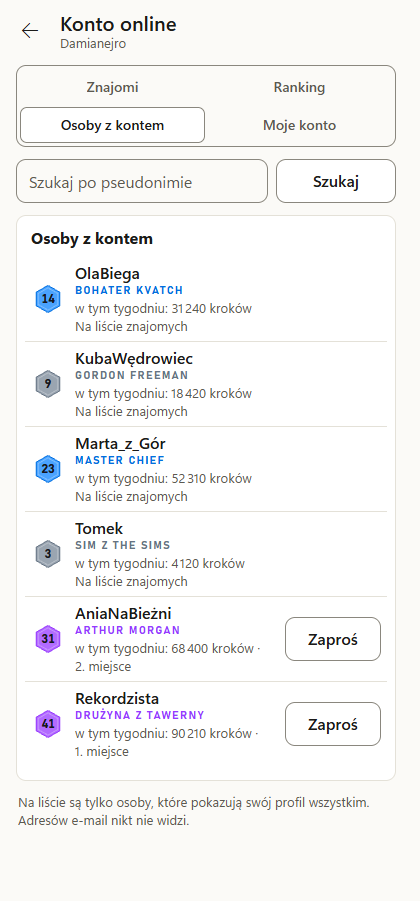 Konto online
Damianejro
Znajomi
Ranking
Osoby z kontem
Moje konto
Szukaj po pseudonimie
Szukaj
Osoby z kontem
14
OlaBiega
BOHATER KVATCH
w tym tygodniu: 31 240 kroków
Na liście znajomych
9
KubaWędrowiec
GORDON FREEMAN
w tym tygodniu: 18 420 kroków
Na liście znajomych
23
Marta_z_Gór
MASTER CHIEF
w tym tygodniu: 52 310 kroków
Na liście znajomych
3
Tomek
SIM Z THE SIMS
w tym tygodniu: 4120 kroków
Na liście znajomych
31
AniaNaBieżni
ARTHUR MORGAN
w tym tygodniu: 68 400 kroków ·
2. miejsce
Zaproś
41
Rekordzista
DRUŻYNA Z TAWERNY
w tym tygodniu: 90 210 kroków ·
1. miejsce
Zaproś
Na liście są tylko osoby, które pokazują swój profil wszystkim.
Adresów e-mail nikt nie widzi.